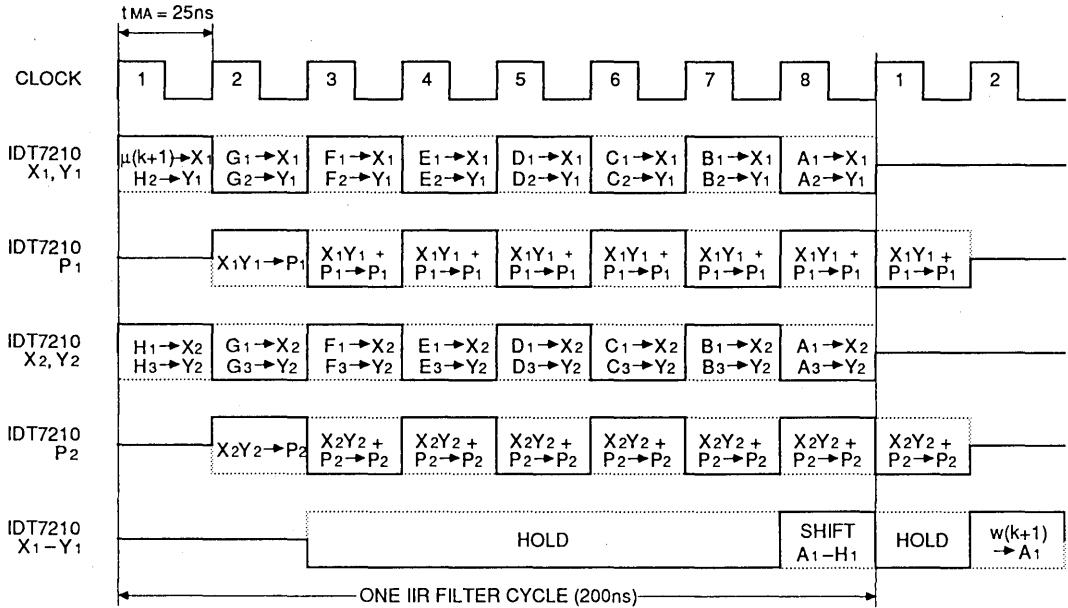 tMA = 25ns
CLOCK 1 2 3 4 5 6 7 8 1 2
IDT7210 X1, Y1
μ(k+1)→X1 H2→Y1
G1→X1 G2→Y1
F1→X1 F2→Y1
E1→X1 E2→Y1
D1→X1 D2→Y1
C1→X1 C2→Y1
B1→X1 B2→Y1
A1→X1 A2→Y1
IDT7210 P1
X1Y1→P1
X1Y1 + P1→P1
X1Y1 + P1→P1
X1Y1 + P1→P1
X1Y1 + P1→P1
X1Y1 + P1→P1
X1Y1 + P1→P1
X1Y1 + P1→P1
IDT7210 X2, Y2
H1→X2 H3→Y2
G1→X2 G3→Y2
F1→X2 F3→Y2
E1→X2 E3→Y2
D1→X2 D3→Y2
C1→X2 C3→Y2
B1→X2 B3→Y2
A1→X2 A3→Y2
IDT7210 P2
X2Y2→P2
X2Y2 + P2→P2
X2Y2 + P2→P2
X2Y2 + P2→P2
X2Y2 + P2→P2
X2Y2 + P2→P2
X2Y2 + P2→P2
X2Y2 + P2→P2
IDT7210 X1–Y1
HOLD
SHIFT A1–H1
HOLD
w(k+1) →A1
ONE IIR FILTER CYCLE (200ns)